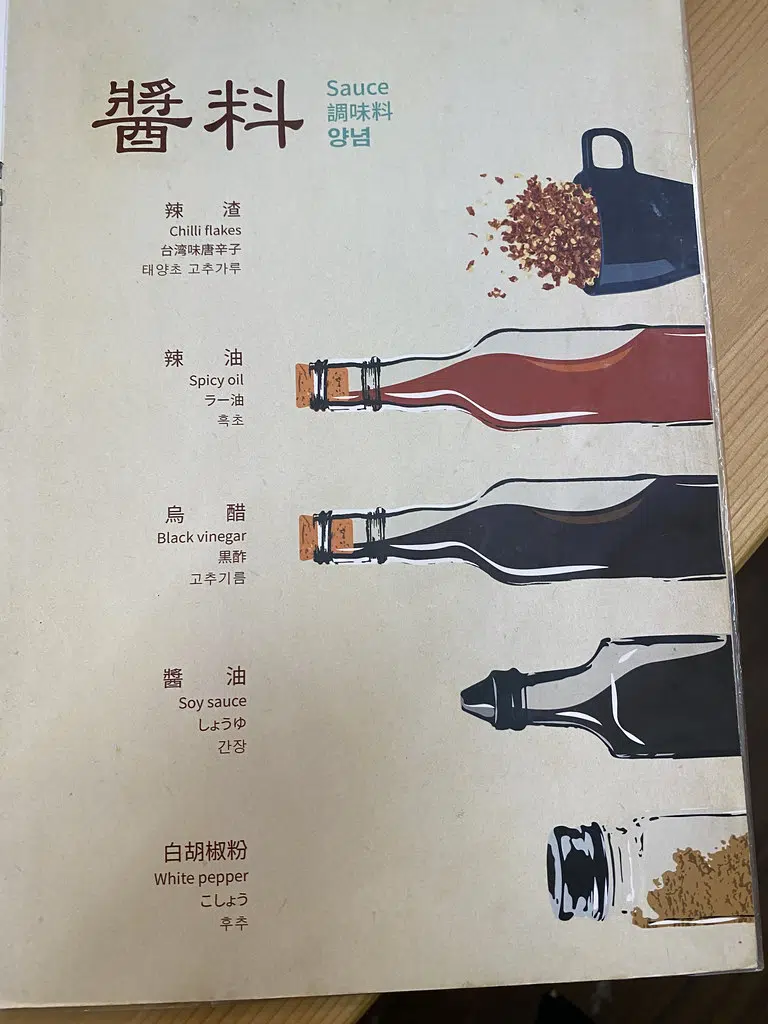 醬料
Sauce
調味料
양념
辣渣
Chilli flakes
台湾味唐辛子
태양초 고추가루
辣油
Spicy oil
ラー油
흑초
烏醋
Black vinegar
黒酢
고추기름
醬油
Soy sauce
しょうゆ
간장
白胡椒粉
White pepper
こしょう
후추